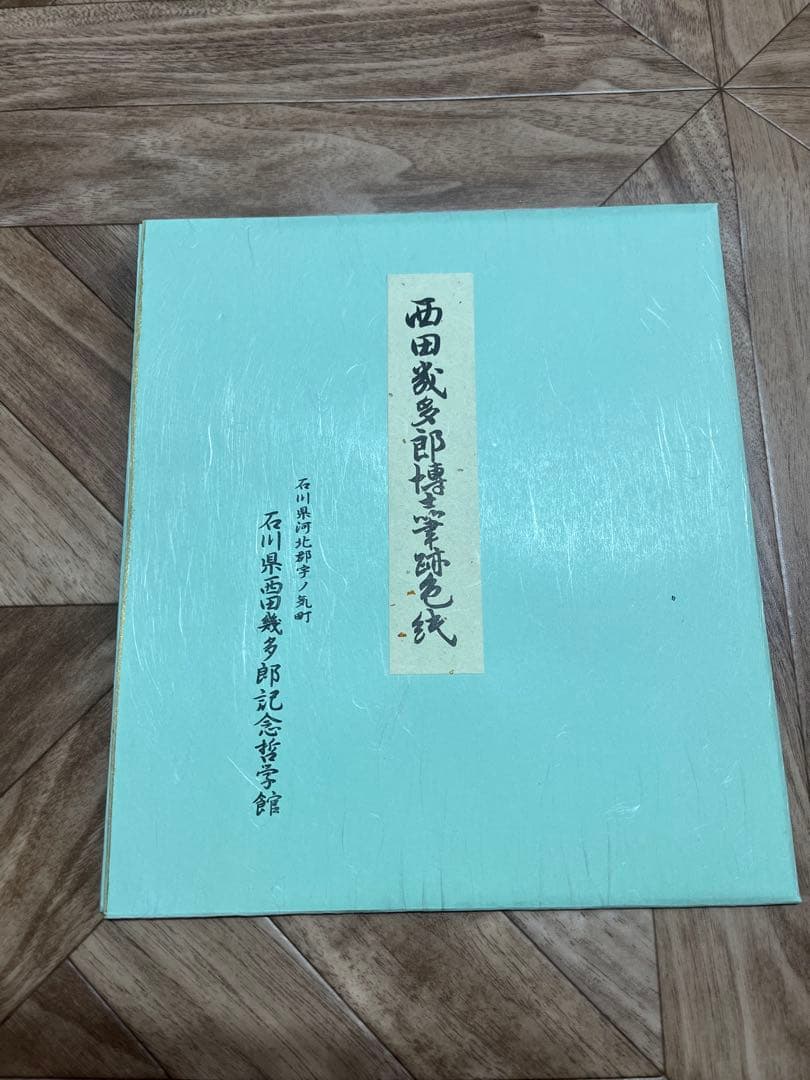 西田幾多郎博士筆跡色紙
石川県河北郡宇ノ気町
石川県西田幾多郎記念哲学館